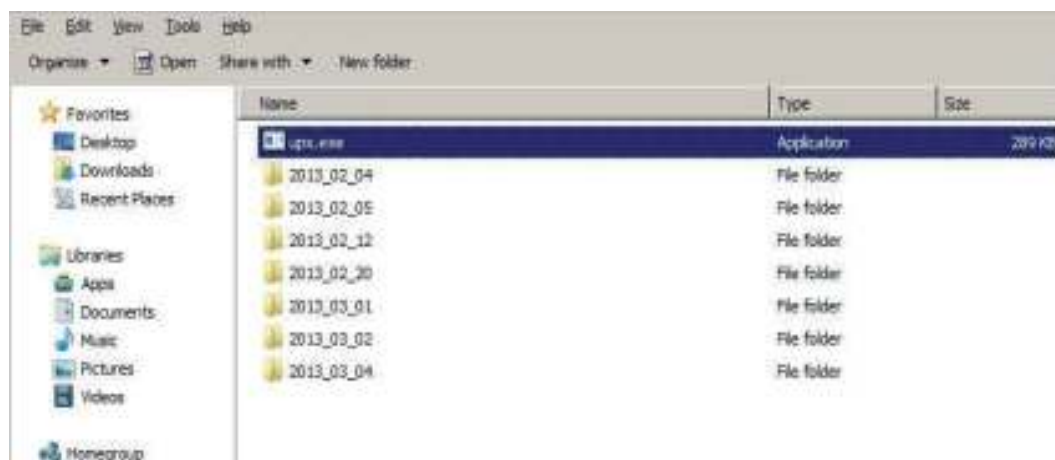 File Edit View Tools Help
Organize Open Share with New folder
Favorites
Desktop
Downloads
Recent Places
Libraries
Apps
Documents
Music
Pictures
Videos
Homegroup
Name Type Size
upx.exe Application 289 KB
2013_02_04 File folder
2013_02_05 File folder
2013_02_12 File folder
2013_02_20 File folder
2013_03_01 File folder
2013_03_02 File folder
2013_03_04 File folder